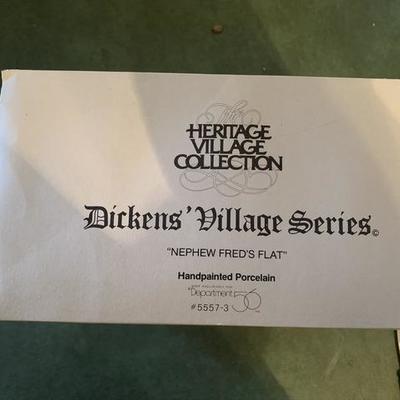 The
HERITAGE
VILLAGE
COLLECTION
Dickens' Village Series©
"NEPHEW FRED'S FLAT"
Handpainted Porcelain
Department 56
#5557-3